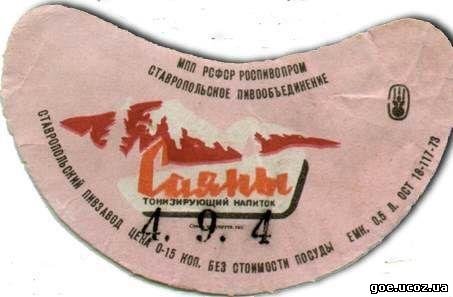 МПП РСФСР РОСПИВОПРОМ
СТАВРОПОЛЬСКОЕ ПИВООБЪЕДИНЕНИЕ
Саяны
ТОНИЗИРУЮЩИЙ НАПИТОК
4. 9. 4
СТАВРОПОЛЬСКИЙ ПИВЗАВОД ЦЕНА 0-15 КОП. БЕЗ СТОИМОСТИ ПОСУДЫ ЕМК. 0,5 Л. ОСТ 18-117-73
goe.ucoz.ua